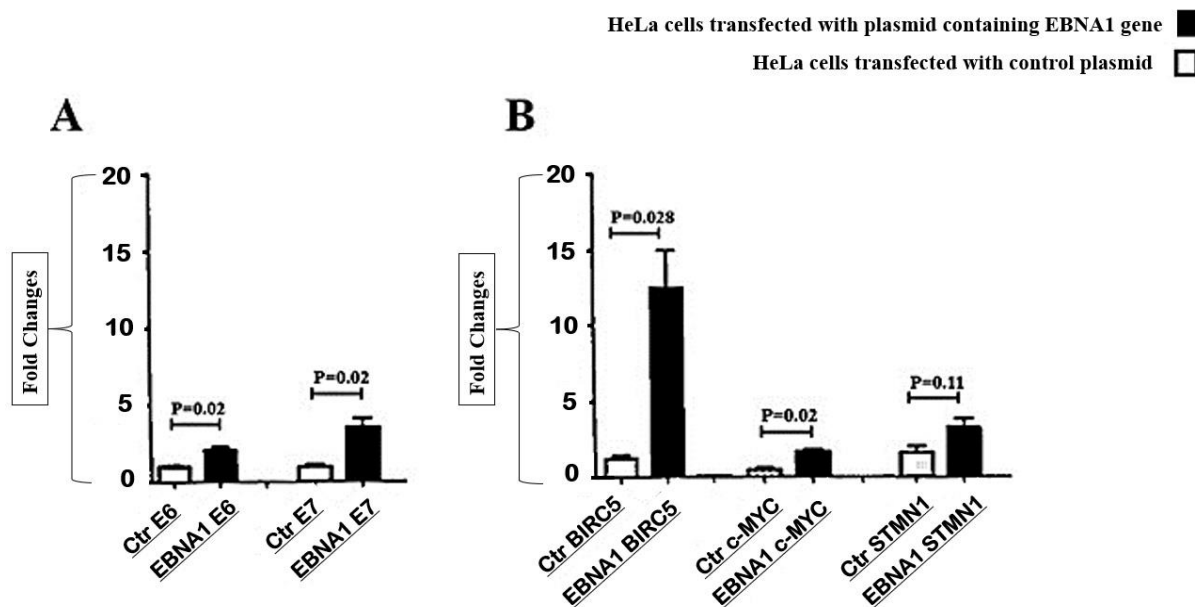 HeLa cells transfected with plasmid containing EBNA1 gene
HeLa cells transfected with control plasmid
A
Fold Changes
20
15
10
5
0
P=0.02
P=0.02
Ctr E6
EBNA1 E6
Ctr E7
EBNA1 E7
B
Fold Changes
20
15
10
5
0
P=0.028
P=0.02
P=0.11
Ctr BIRC5
EBNA1 BIRC5
Ctr c-MYC
EBNA1 c-MYC
Ctr STMN1
EBNA1 STMN1